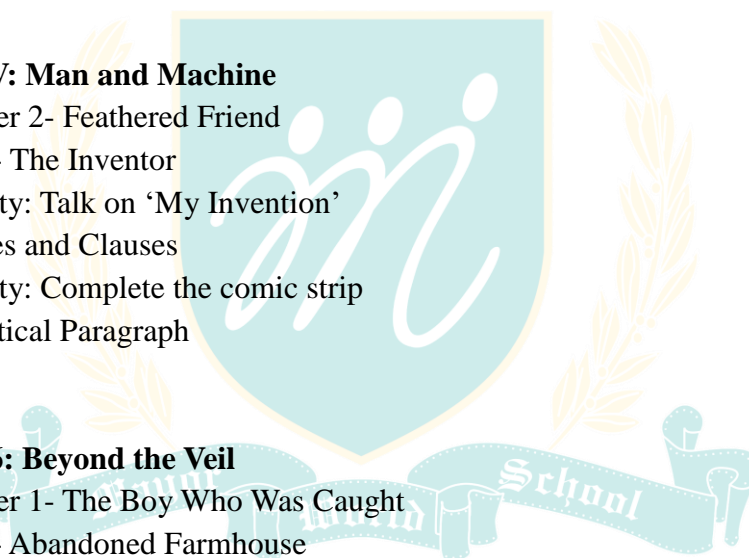 V: Man and Machine
er 2- Feathered Friend
- The Inventor
ty: Talk on ‘My Invention’
es and Clauses
ty: Complete the comic strip
tical Paragraph
: Beyond the Veil
er 1- The Boy Who Was Caught
- Abandoned Farmhouse
World School